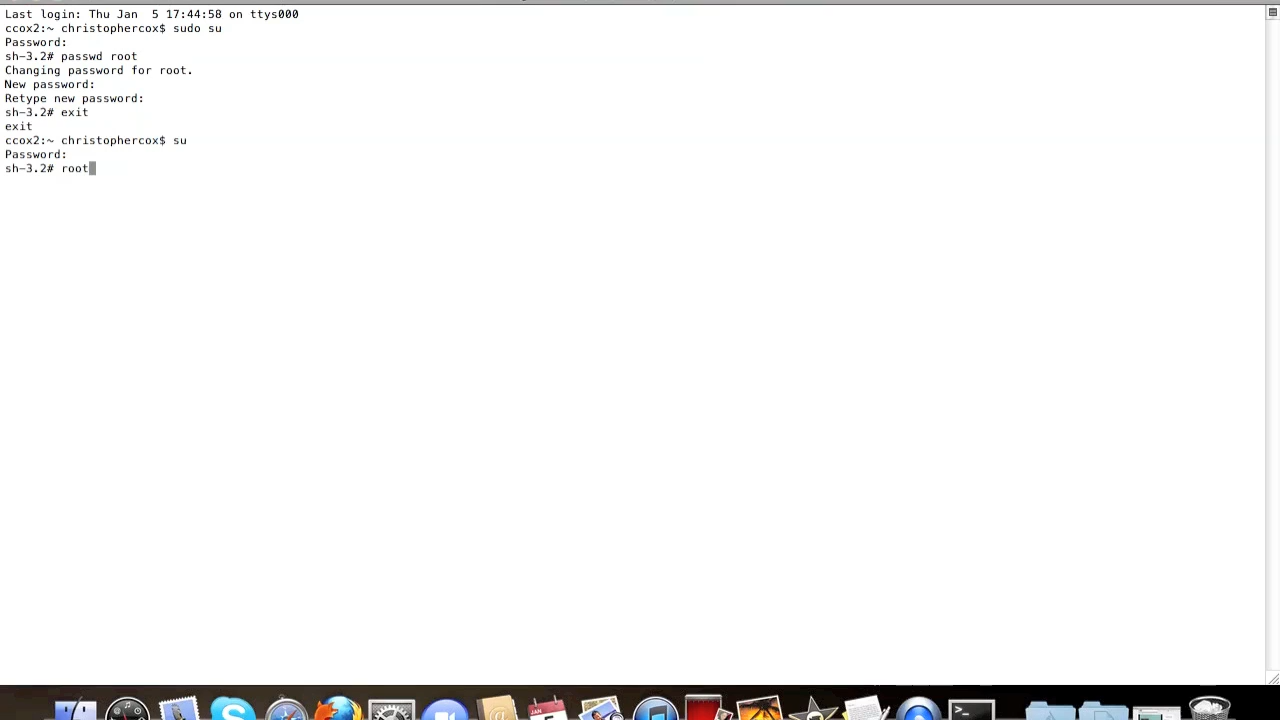 Last login: Thu Jan  5 17:44:58 on ttys000
ccox2:~ christophercox$ sudo su
Password:
sh-3.2# passwd root
Changing password for root.
New password:
Retype new password:
sh-3.2# exit
exit
ccox2:~ christophercox$ su
Password:
sh-3.2# root
JAN
5
>_